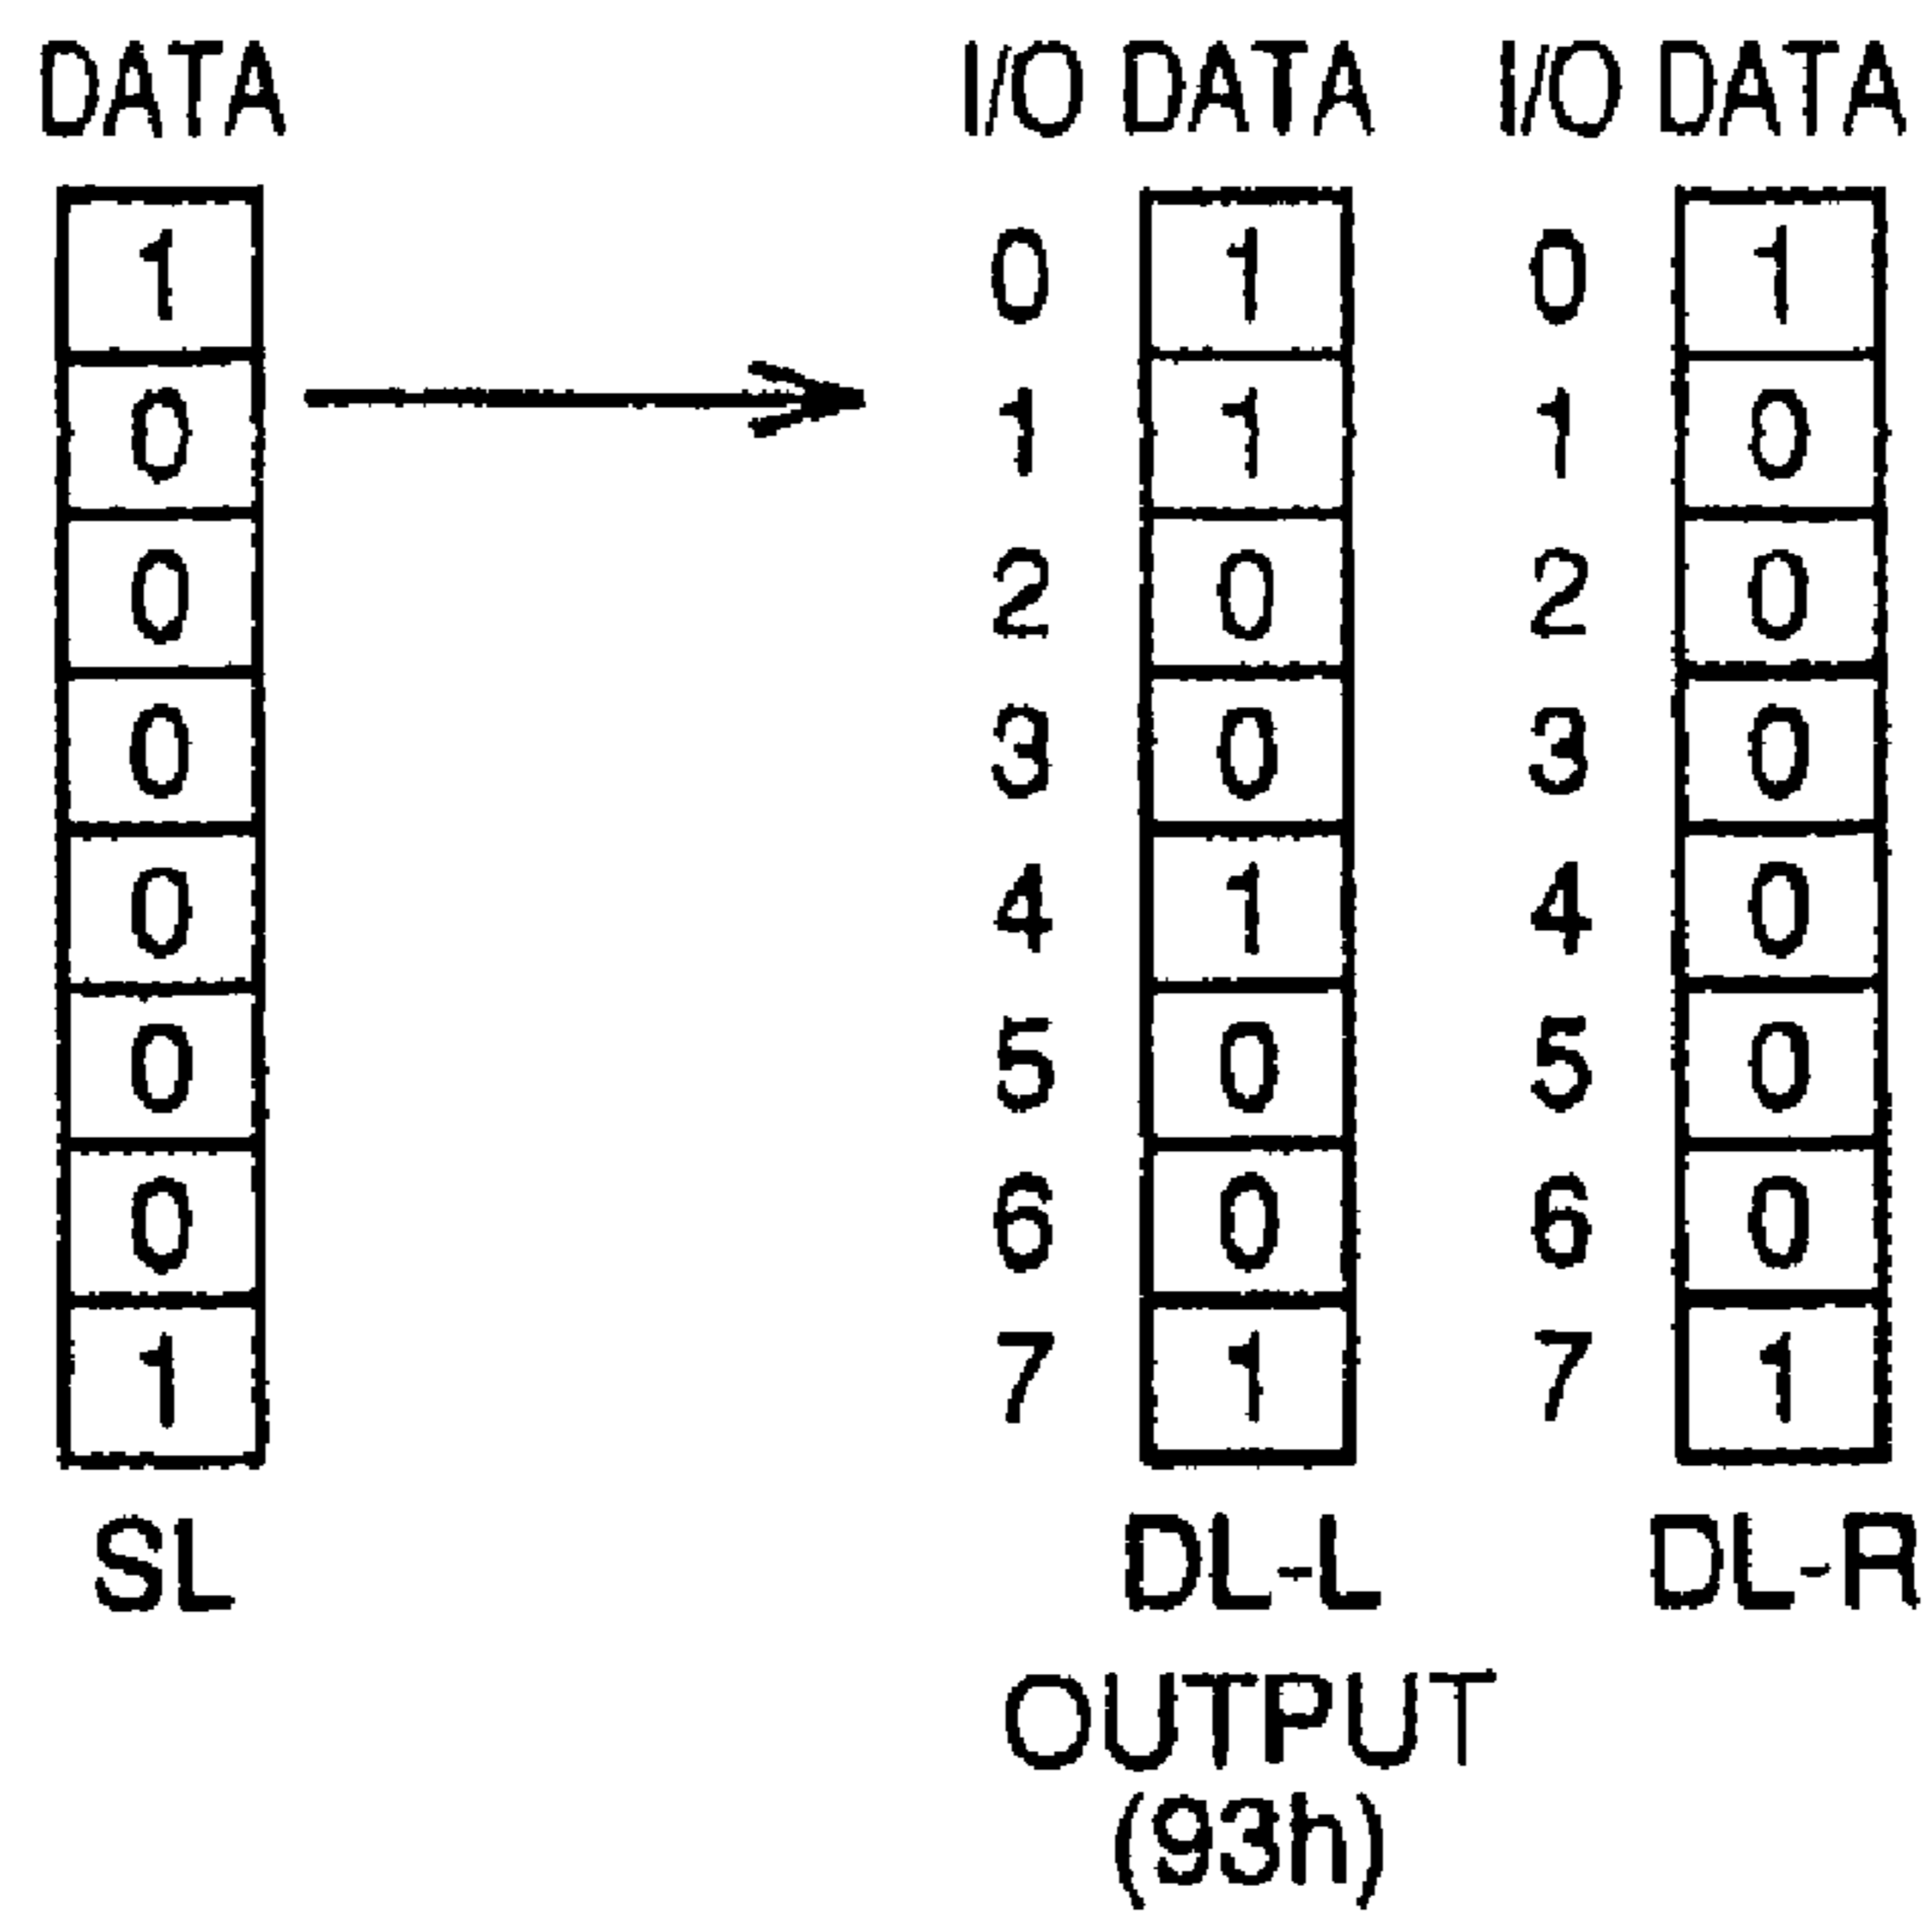 DATA I/O DATA I/O DATA
1 0 1 0 1
0 1 1 1 0
0 2 0 2 0
0 3 0 3 0
0 4 1 4 0
0 5 0 5 0
0 6 0 6 0
1 7 1 7 1
SL DL-L DL-R
OUTPUT
(93h)